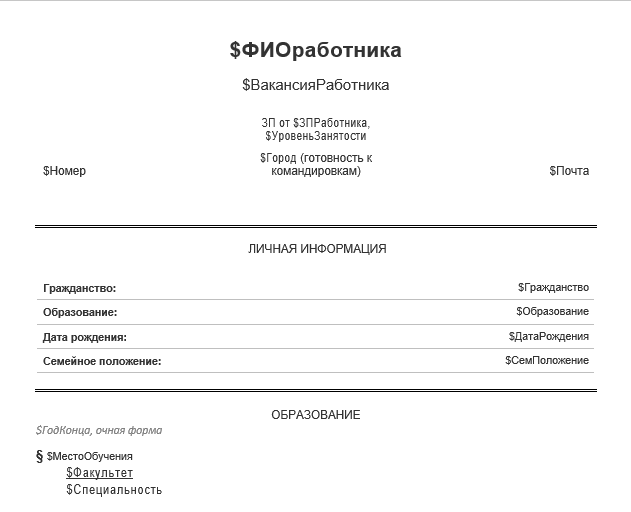 $ФИОработника
$ВакансияРаботника
ЗП от $ЗПРаботника,
$УровеньЗанятости
$Город (готовность к
командировкам)
$Номер
$Почта
ЛИЧНАЯ ИНФОРМАЦИЯ
Гражданство: $Гражданство
Образование: $Образование
Дата рождения: $ДатаРождения
Семейное положение: $СемПоложение
ОБРАЗОВАНИЕ
$ГодКонца, очная форма
§ $МестоОбучения
$Факультет
$Специальность